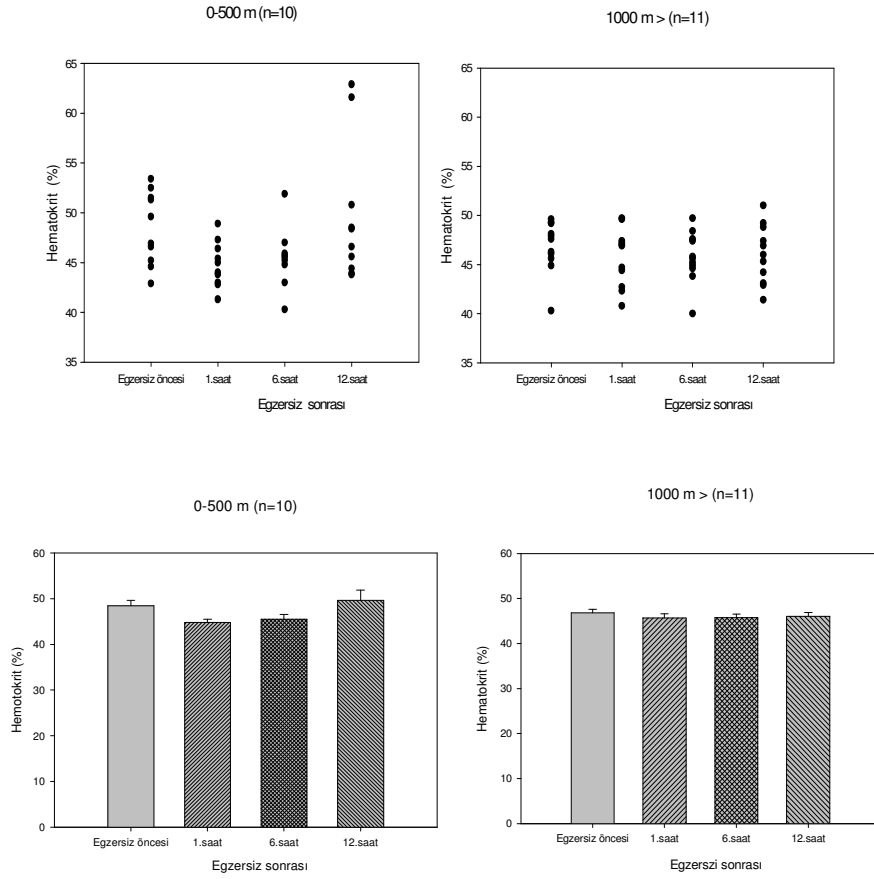 0-500 m (n=10)
Hematokrit (%)
65
60
55
50
45
40
35
Egzersiz öncesi 1.saat 6.saat 12.saat
Egzersiz sonrası
1000 m > (n=11)
Hematokrit (%)
65
60
55
50
45
40
35
Egzersiz öncesi 1.saat 6.saat 12.saat
Egzersiz sonrası
0-500 m (n=10)
Hemotokrit (%)
60
50
40
30
20
10
0
Egzersiz öncesi 1.saat 6.saat 12.saat
Egzersiz sonrası
1000 m > (n=11)
Hematokrit (%)
60
50
40
30
20
10
0
Egzersiz öncesi 1.saat 6.saat 12.saat
Egzerszi sonrası